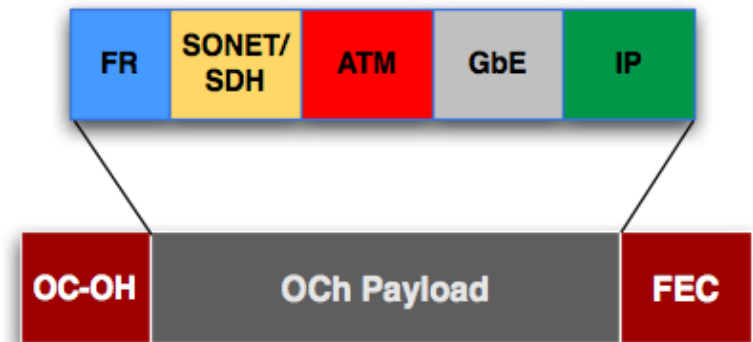 FR
SONET/
SDH
ATM
GbE
IP
OC-OH
OCh Payload
FEC